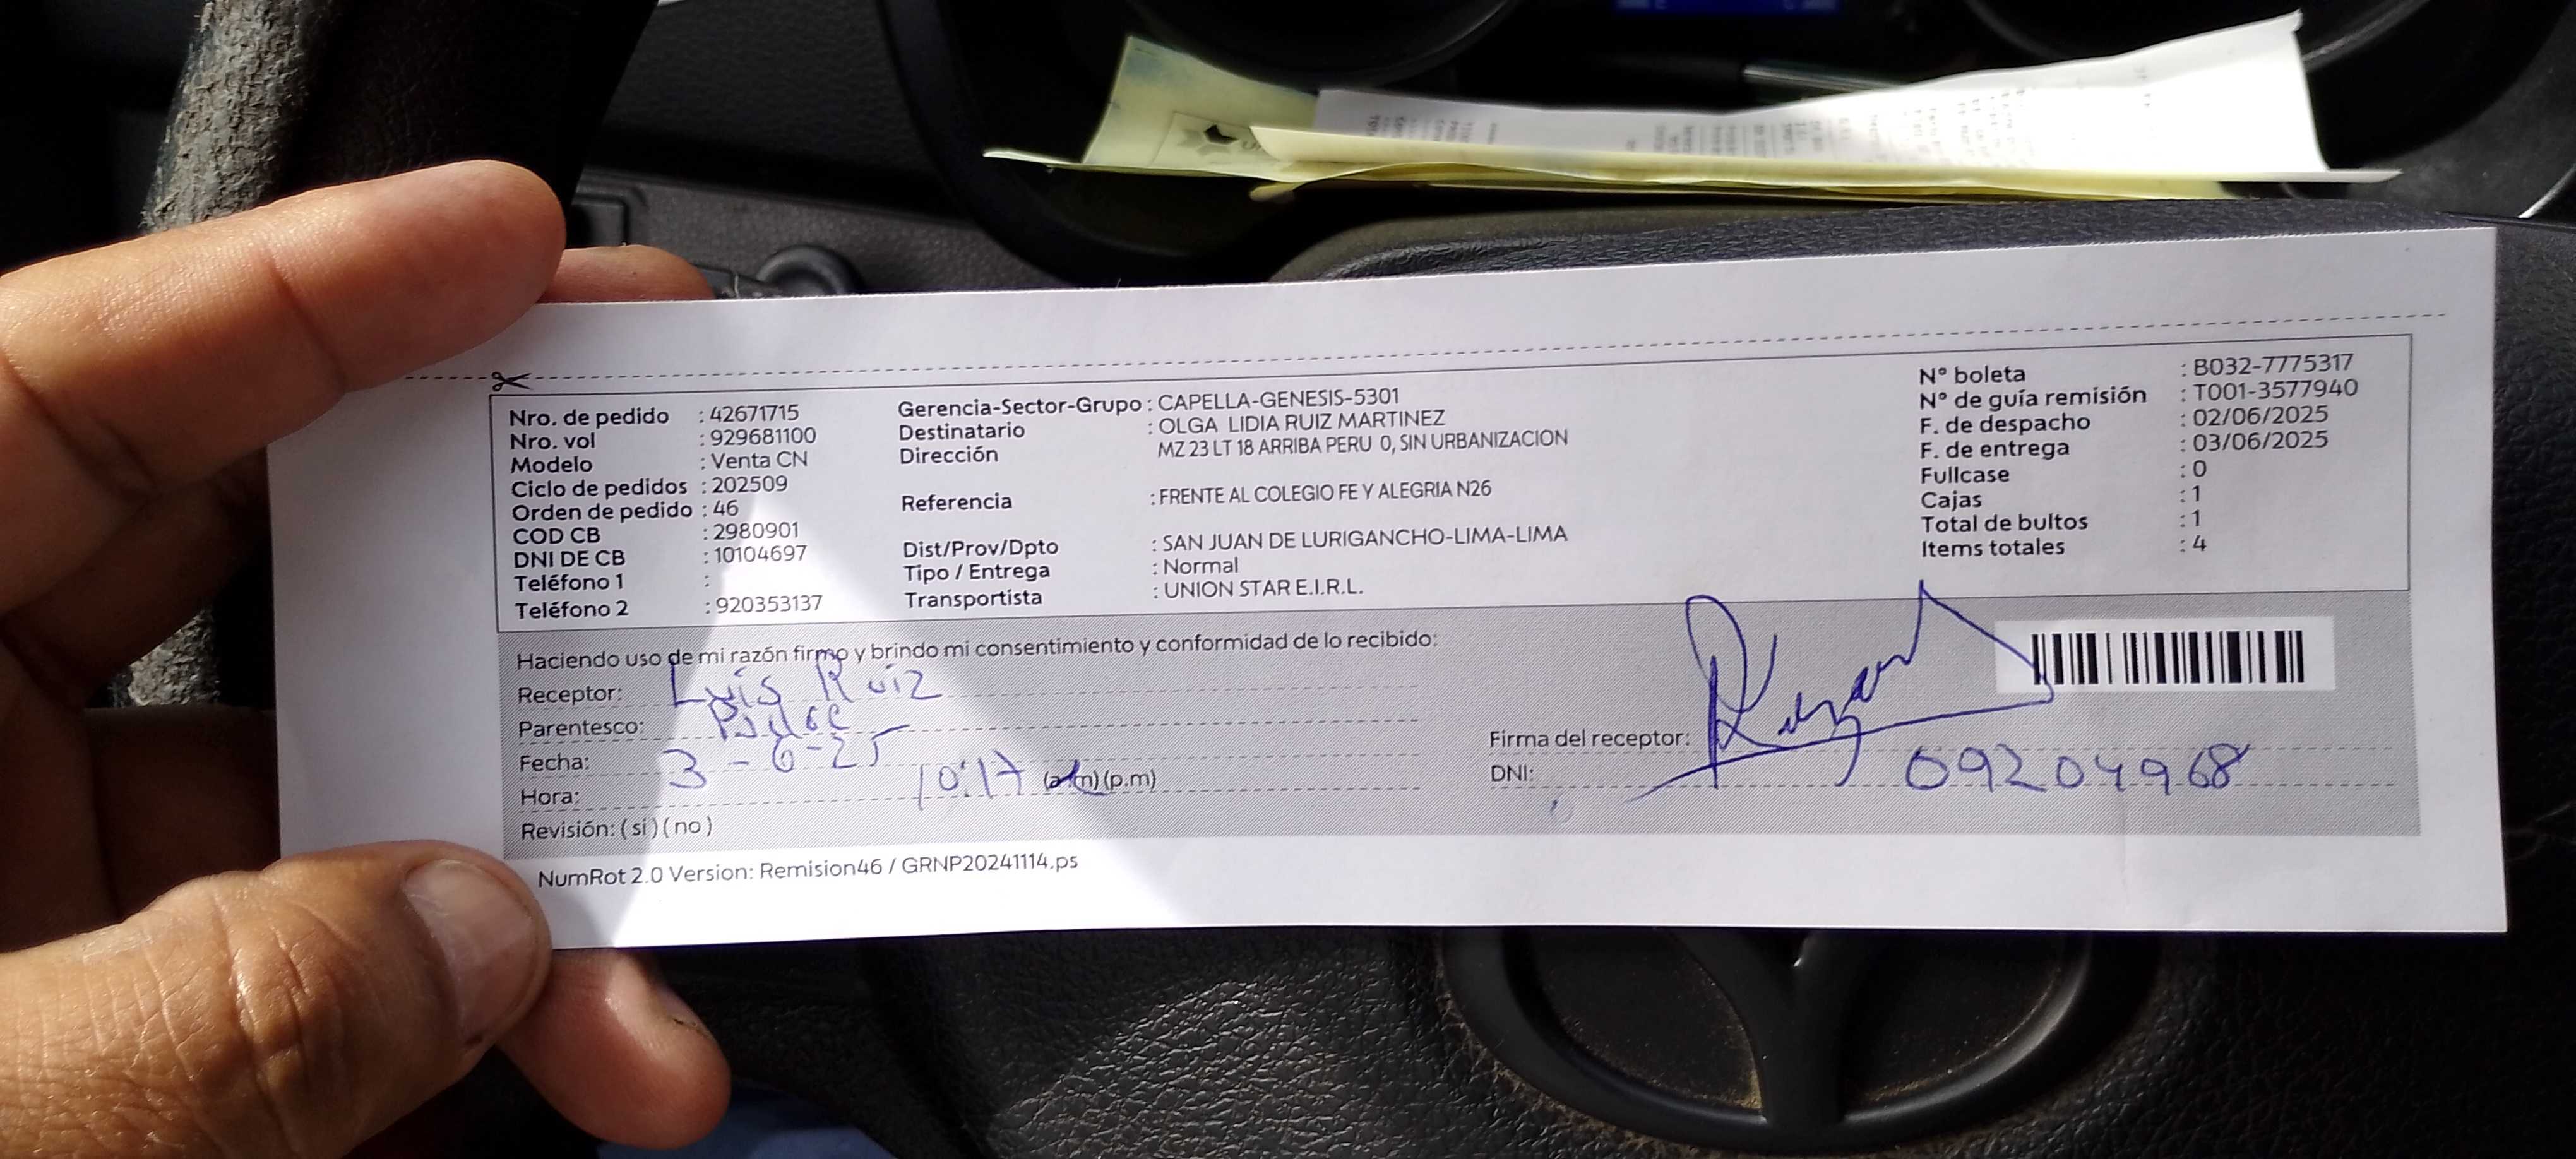 Nro. de pedido : 42671715
Nro. vol : 929681100
Modelo : Venta CN
Ciclo de pedidos : 202509
Orden de pedido : 46
COD CB : 2980901
DNI DE CB : 10104697
Teléfono 1 :
Teléfono 2 : 920353137
Gerencia-Sector-Grupo : CAPELLA-GENESIS-5301
Destinatario : OLGA LIDIA RUIZ MARTINEZ
Dirección MZ 23 LT 18 ARRIBA PERU 0, SIN URBANIZACION
Referencia : FRENTE AL COLEGIO FE Y ALEGRIA N26
Dist/Prov/Dpto : SAN JUAN DE LURIGANCHO-LIMA-LIMA
Tipo / Entrega : Normal
Transportista : UNION STAR E.I.R.L.
N° boleta : B032-7775317
N° de guía remisión : T001-3577940
F. de despacho : 02/06/2025
F. de entrega : 03/06/2025
Fullcase : 0
Cajas : 1
Total de bultos : 1
Items totales : 4
Haciendo uso de mi razón firmo y brindo mi consentimiento y conformidad de lo recibido:
Receptor: Luis Ruiz
Parentesco:
Fecha: 3-6-25
Hora: 10:17 (a.m)(p.m)
Revisión: (si)(no)
Firma del receptor:
DNI: 09204968
NumRot 2.0 Version: Remision46 / GRNP20241114.ps